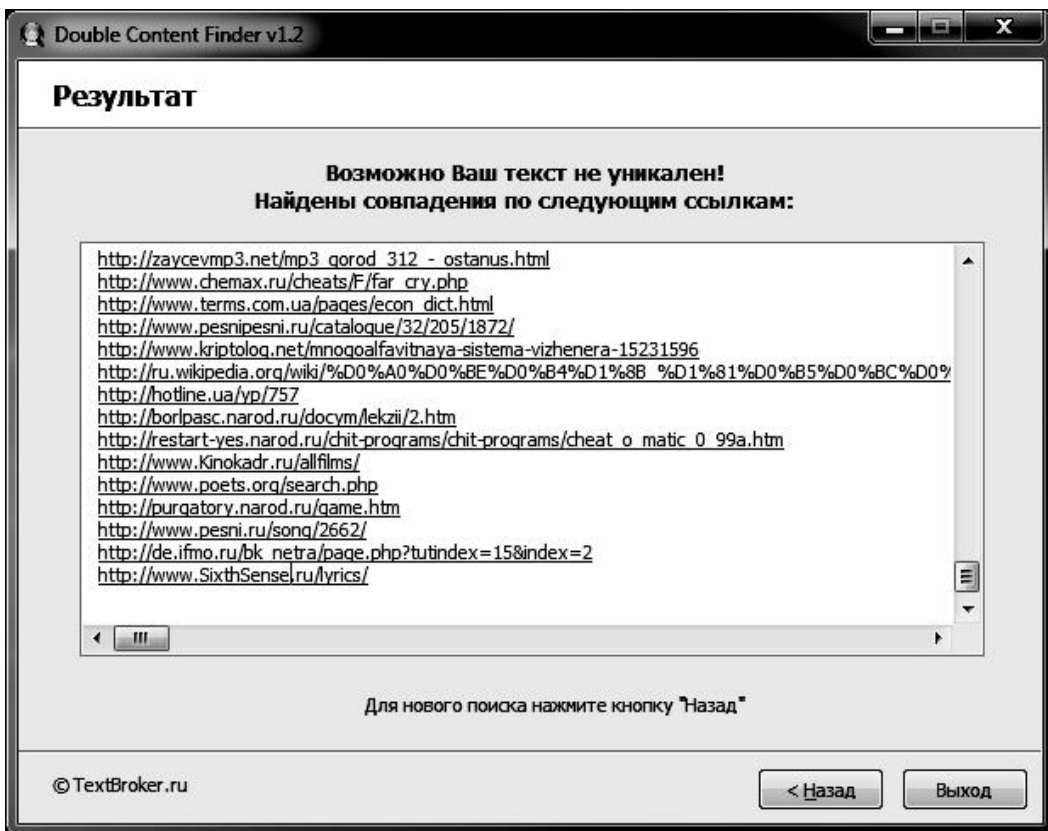 Double Content Finder v1.2
Результат
Возможно Ваш текст не уникален!
Найдены совпадения по следующим ссылкам:
http://zaycevmp3.net/mp3_gorod_312_-_ostanus.html
http://www.chemax.ru/cheats/F/far_cry.php
http://www.terms.com.ua/pages/econ_dict.html
http://www.pesnipesni.ru/catalogue/32/205/1872/
http://www.kriptolog.net/mnogoalfavitnaya-sistema-vizhenera-15231596
http://ru.wikipedia.org/wiki/%D0%A0%D0%BE%D0%B4%D1%8B_%D1%81%D0%B5%D0%BC%D0%
http://hotline.ua/yp/757
http://borlpasc.narod.ru/docym/lekzii/2.htm
http://restart-yes.narod.ru/chit-programs/chit-programs/cheat_o_matic_0_99a.htm
http://www.Kinokadr.ru/allfilms/
http://www.poets.org/search.php
http://purgatory.narod.ru/game.htm
http://www.pesni.ru/song/2662/
http://de.ifmo.ru/bk_netra/page.php?tutindex=15&index=2
http://www.SixthSense.ru/lyrics/
Для нового поиска нажмите кнопку "Назад"
© TextBroker.ru
< Назад
Выход